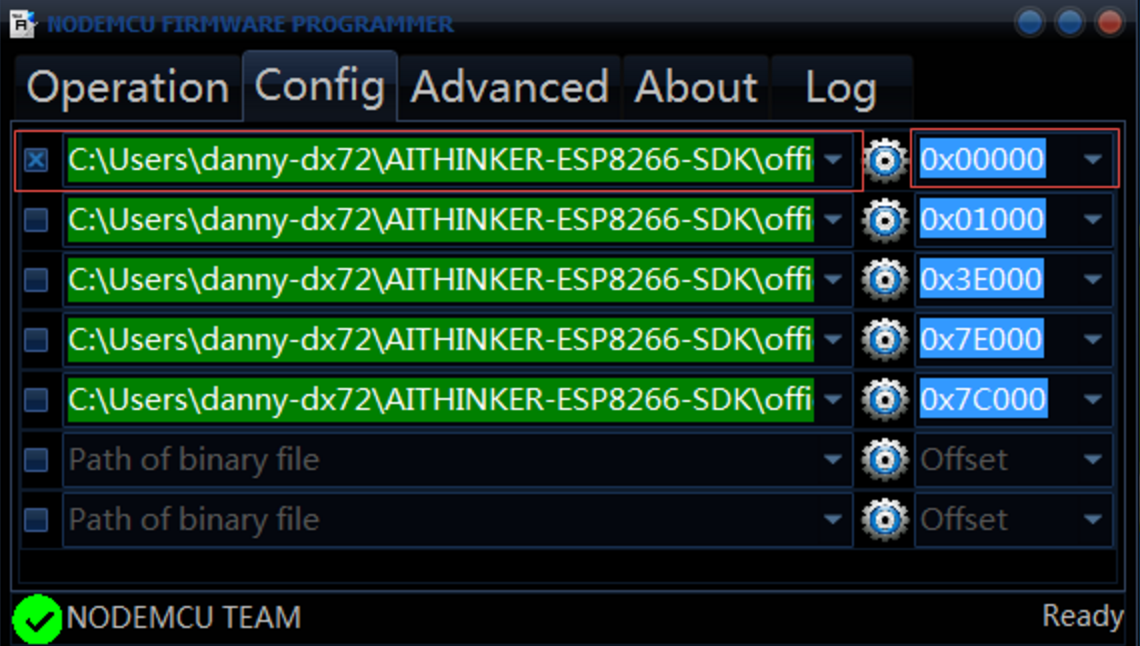 NODEMCU FIRMWARE PROGRAMMER
Operation Config Advanced About Log
C:\Users\danny-dx72\AITHINKER-ESP8266-SDK\offi 0x00000
C:\Users\danny-dx72\AITHINKER-ESP8266-SDK\offi 0x01000
C:\Users\danny-dx72\AITHINKER-ESP8266-SDK\offi 0x3E000
C:\Users\danny-dx72\AITHINKER-ESP8266-SDK\offi 0x7E000
C:\Users\danny-dx72\AITHINKER-ESP8266-SDK\offi 0x7C000
Path of binary file Offset
Path of binary file Offset
NODEMCU TEAM Ready